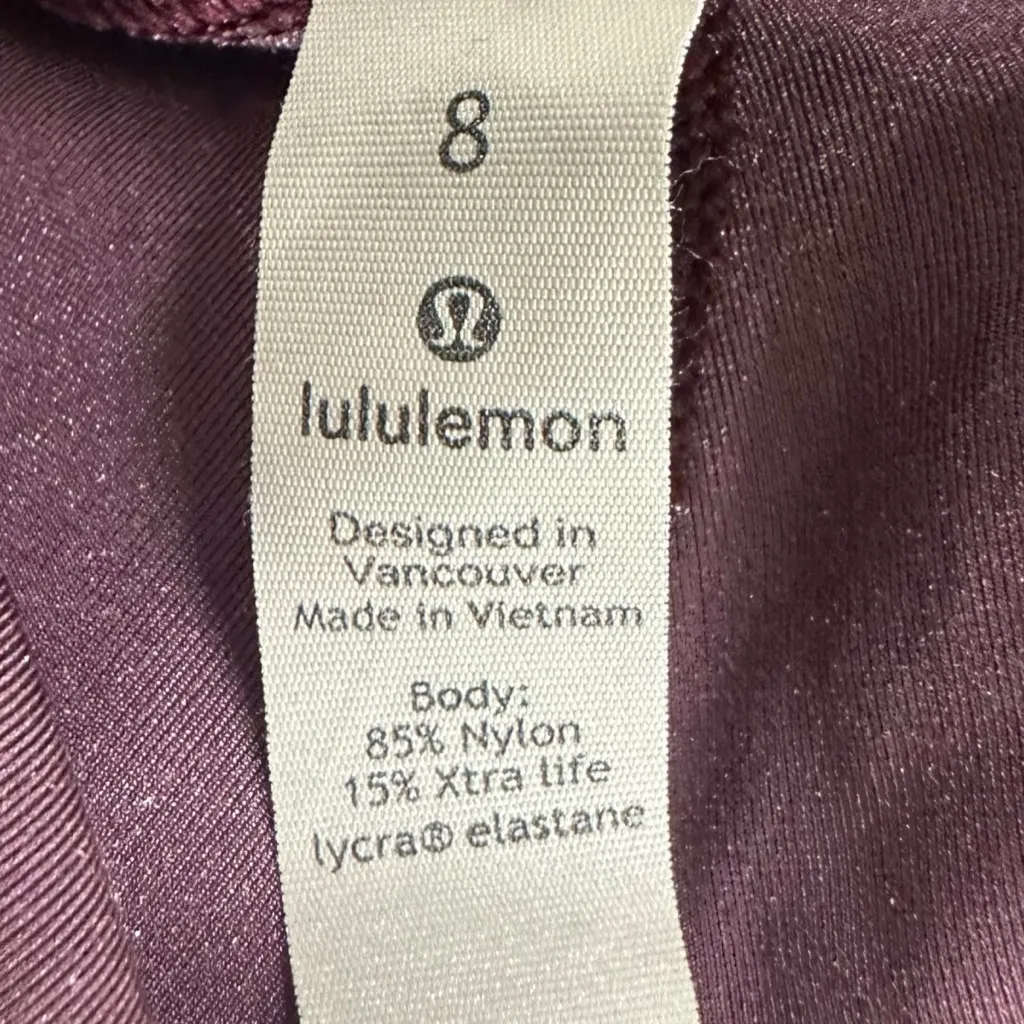 8
lululemon
Designed in
Vancouver
Made in Vietnam
Body:
85% Nylon
15% Xtra life
lycra® elastane